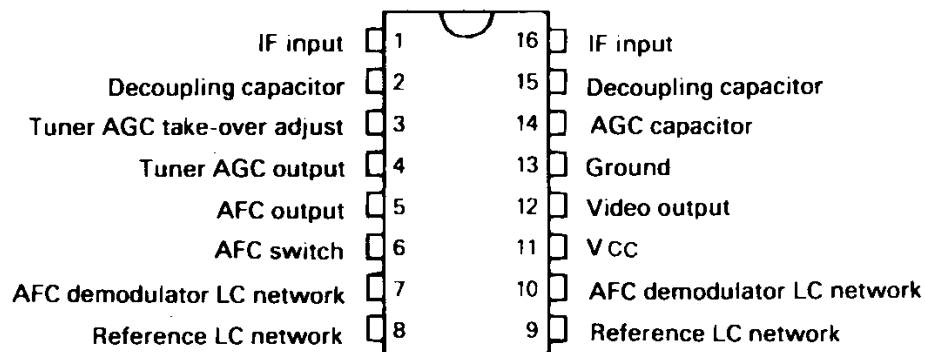 IF input 1 16 IF input
Decoupling capacitor 2 15 Decoupling capacitor
Tuner AGC take-over adjust 3 14 AGC capacitor
Tuner AGC output 4 13 Ground
AFC output 5 12 Video output
AFC switch 6 11 VCC
AFC demodulator LC network 7 10 AFC demodulator LC network
Reference LC network 8 9 Reference LC network